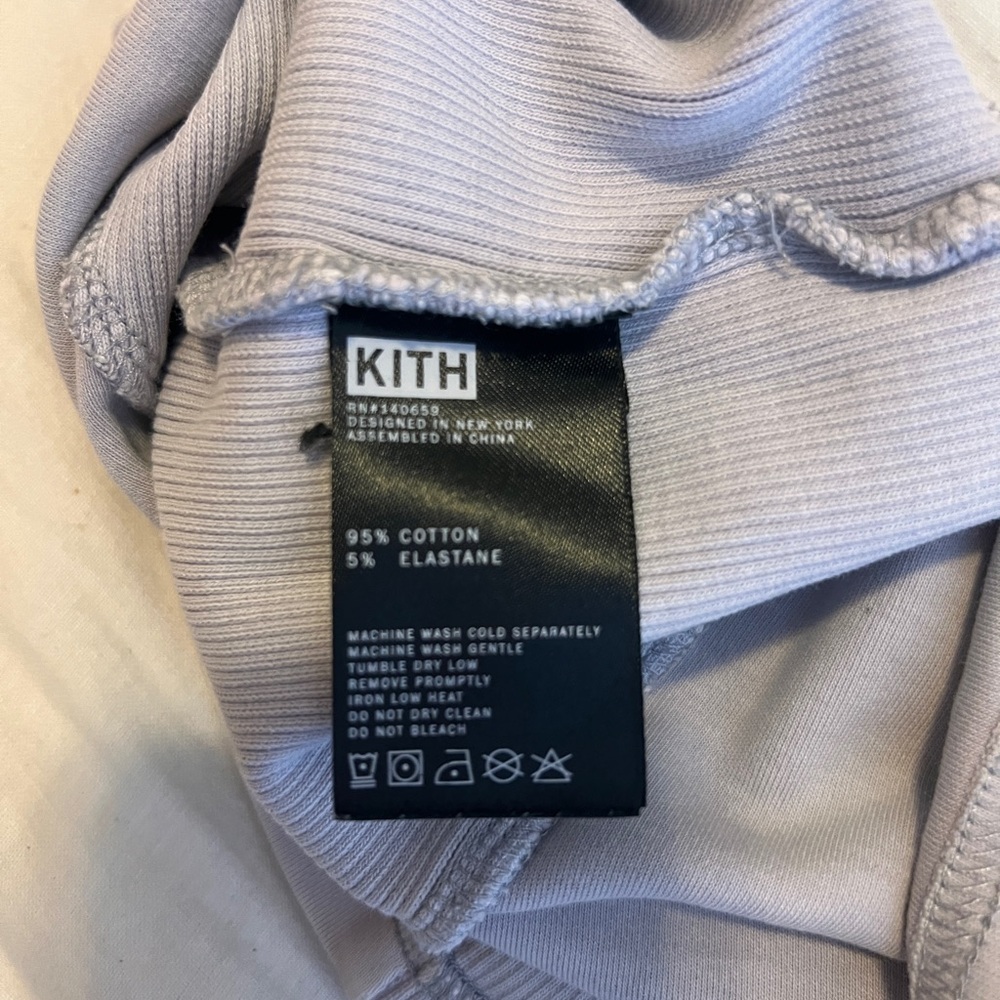 KITH
RN#140659
DESIGNED IN NEW YORK
ASSEMBLED IN CHINA
95% COTTON
5% ELASTANE
MACHINE WASH COLD SEPARATELY
MACHINE WASH GENTLE
TUMBLE DRY LOW
REMOVE PROMPTLY
IRON LOW HEAT
DO NOT DRY CLEAN
DO NOT BLEACH